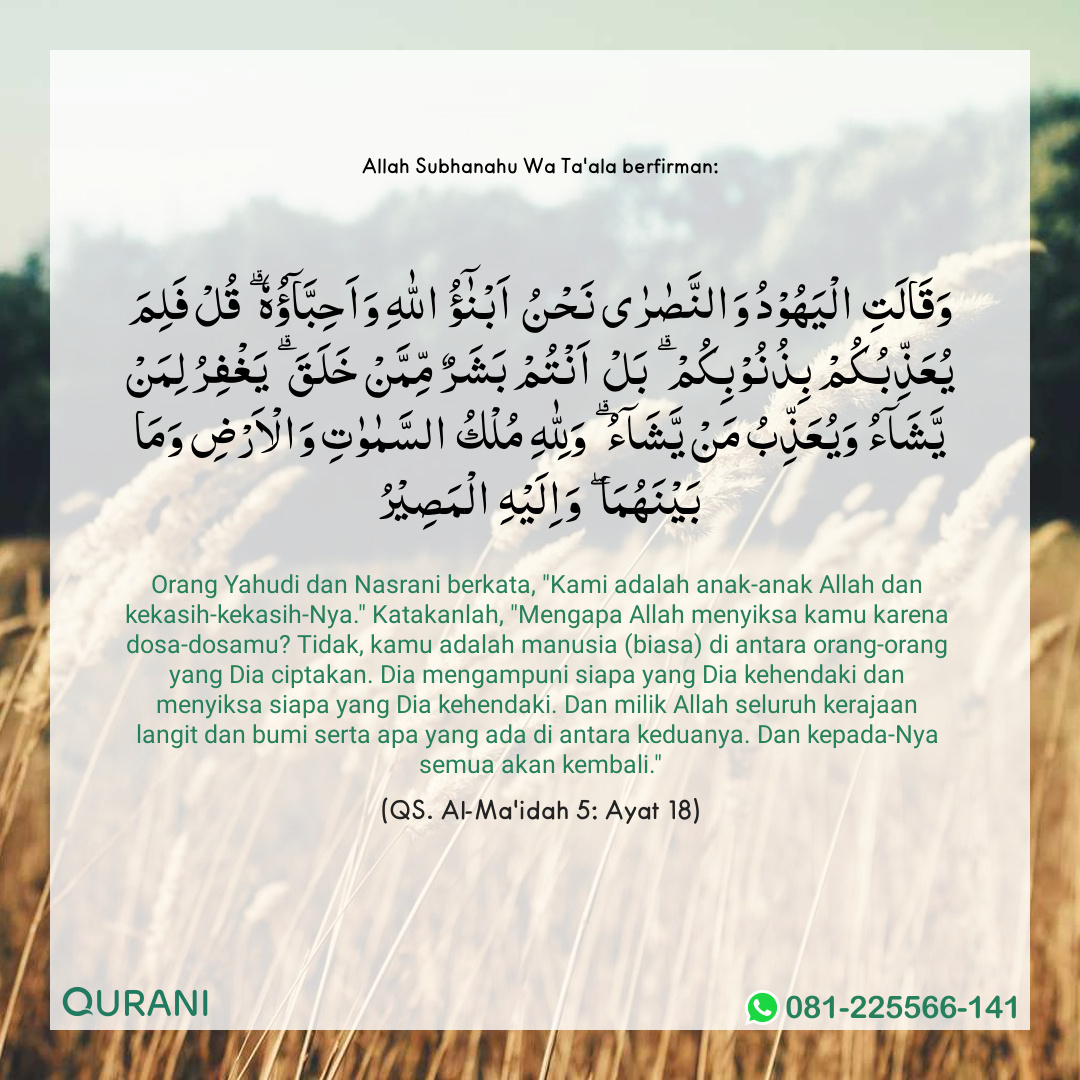 Allah Subhanahu Wa Ta'ala berfirman:
وَقَالَتِ الْيَهُوْدُ وَالنَّصٰرٰى نَحْنُ اَبْنٰٓؤُ اللّٰهِ وَاَحِبَّاۤؤُهٗ ۗ قُلْ فَلِمَ
يُعَذِّبُكُمْ بِذُنُوْبِكُمْ ۗ بَلْ اَنْتُمْ بَشَرٌ مِّمَّنْ خَلَقَ ۗ يَغْفِرُ لِمَنْ
يَّشَآءُ وَيُعَذِّبُ مَنْ يَّشَآءُ ۗ وَلِلّٰهِ مُلْكُ السَّمٰوٰتِ وَالْاَرْضِ وَمَا
بَيْنَهُمَا ۖ وَاِلَيْهِ الْمَصِيْرُ
Orang Yahudi dan Nasrani berkata, "Kami adalah anak-anak Allah dan
kekasih-kekasih-Nya." Katakanlah, "Mengapa Allah menyiksa kamu karena
dosa-dosamu? Tidak, kamu adalah manusia (biasa) di antara orang-orang
yang Dia ciptakan. Dia mengampuni siapa yang Dia kehendaki dan
menyiksa siapa yang Dia kehendaki. Dan milik Allah seluruh kerajaan
langit dan bumi serta apa yang ada di antara keduanya. Dan kepada-Nya
semua akan kembali."
(QS. Al-Ma'idah 5: Ayat 18)
QURANI
081-225566-141